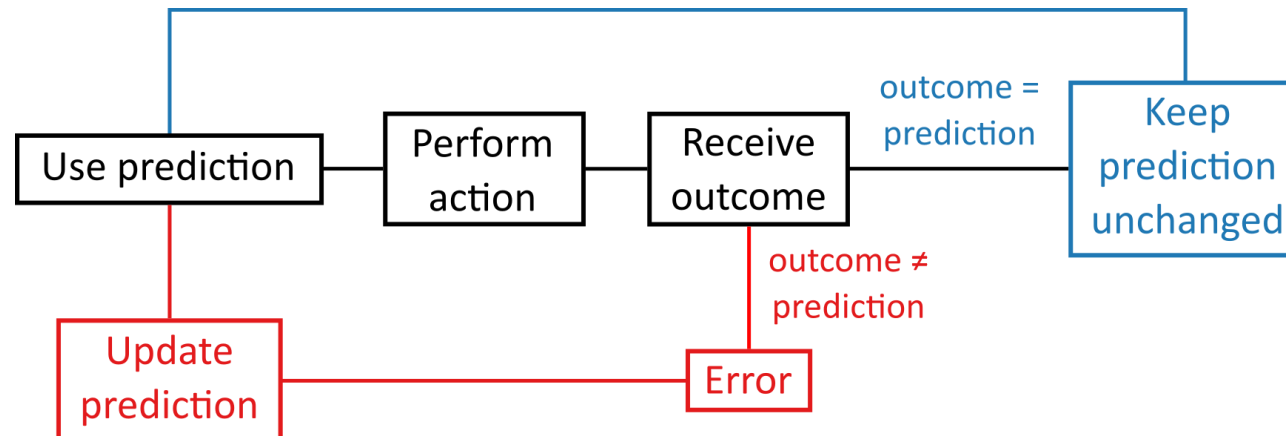 Use prediction
Perform
action
Receive
outcome
outcome =
prediction
Keep
prediction
unchanged
outcome ≠
prediction
Error
Update
prediction